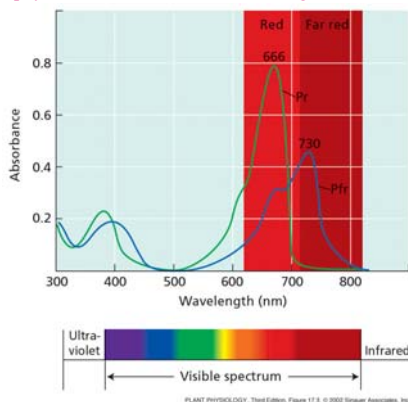 Red Far red
0.8
666
Pr
0.6
730
Absorbance
0.4
Pfr
0.2
300 400 500 600 700 800
Wavelength (nm)
Ultra-
violet
Infrared
Visible spectrum
PLANT PHYSIOLOGY, Third Edition, Figure 17.3 © 2002 Sinauer Associates, Inc.